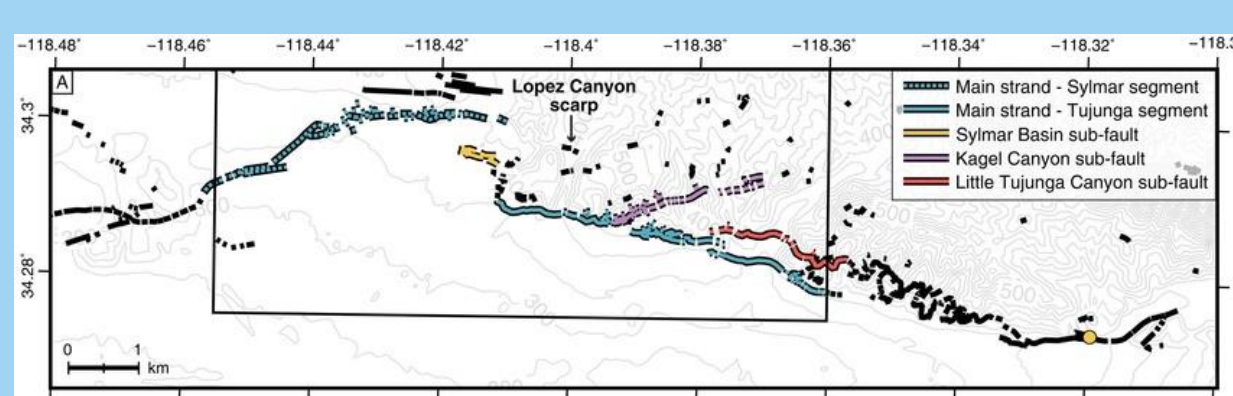 −118.48° −118.46° −118.44° −118.42° −118.4° −118.38° −118.36° −118.34° −118.32°
A
34.3°
34.28°
Lopez Canyon
scarp
Main strand - Sylmar segment
Main strand - Tujunga segment
Sylmar Basin sub-fault
Kagel Canyon sub-fault
Little Tujunga Canyon sub-fault
400
500
500
300
500
0 1
km